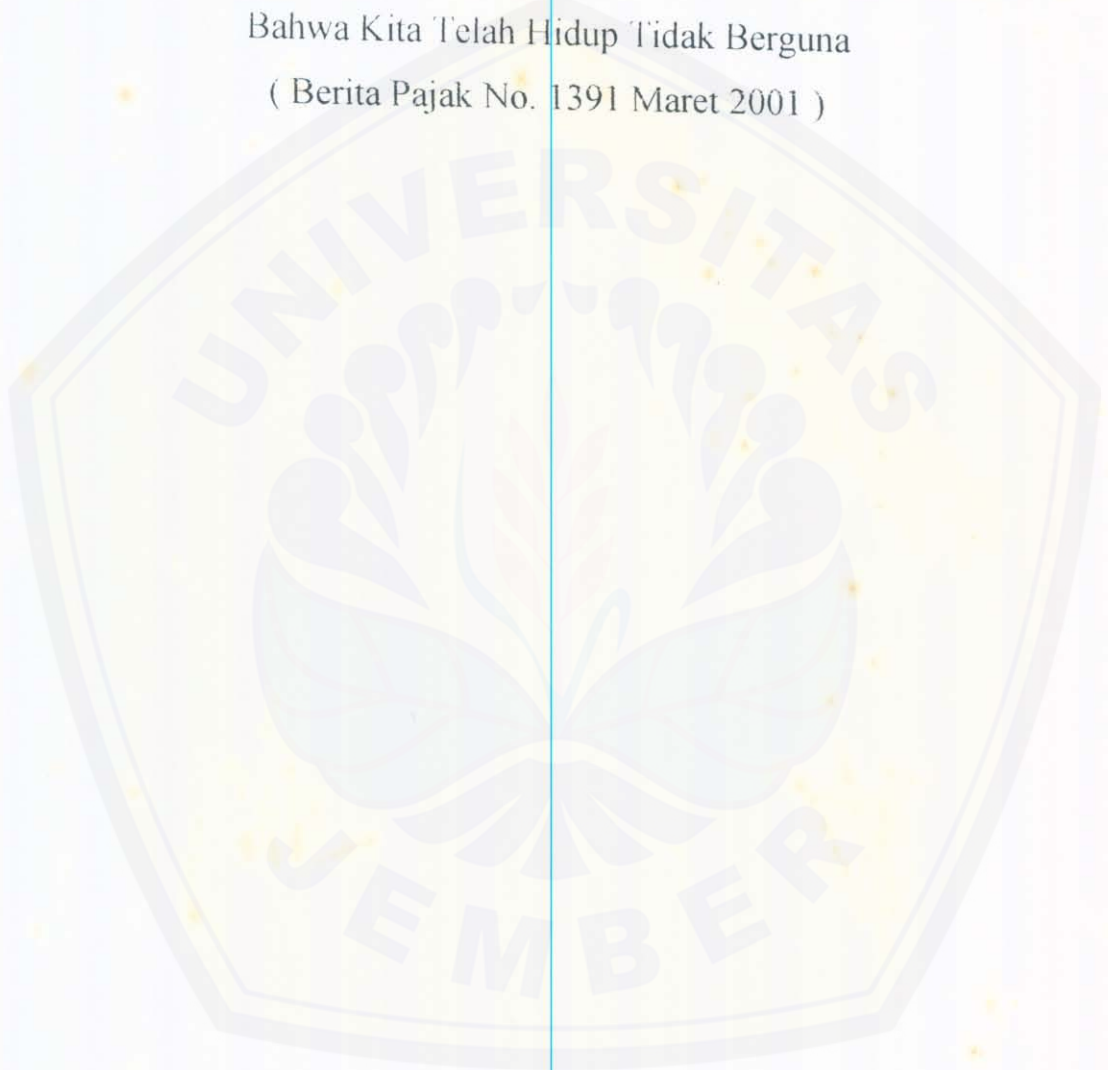 Bahwa Kita Telah Hidup Tidak Berguna
( Berita Pajak No. 1391 Maret 2001 )
UNIVERSITAS
JEMBER